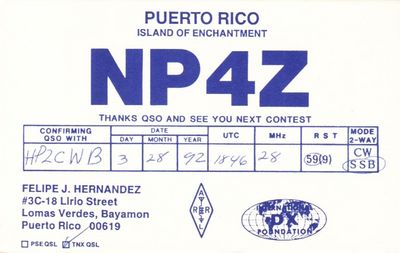 PUERTO RICO
ISLAND OF ENCHANTMENT
NP4Z
THANKS QSO AND SEE YOU NEXT CONTEST
CONFIRMING QSO WITH DATE DAY MONTH YEAR UTC MHz R S T MODE 2-WAY
HP2CWB 3 28 92 1846 28 59(9) CW SSB
FELIPE J. HERNANDEZ
#3C-18 Lirio Street
Lomas Verdes, Bayamon
Puerto Rico 00619
PSE QSL TNX QSL
A R R L
INTERNATIONAL
DX
FOUNDATION